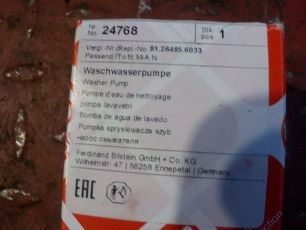 Nr.
No. 24768
Stk.
pcs. 1
Vergl.-Nr./Repl.-No. 81.26485.6033
Passend./To fit M A N
Waschwasserpumpe
Washer Pump
Pompe d'eau de nettoyage
pompa lavavetri
Bomba de agua de lavado
Pompka spryskiwacza szyb
насос омывателя
Ferdinand Bilstein GmbH + Co. KG
Wilhelmstr. 47 | 58256 Ennepetal | Germany
EAC